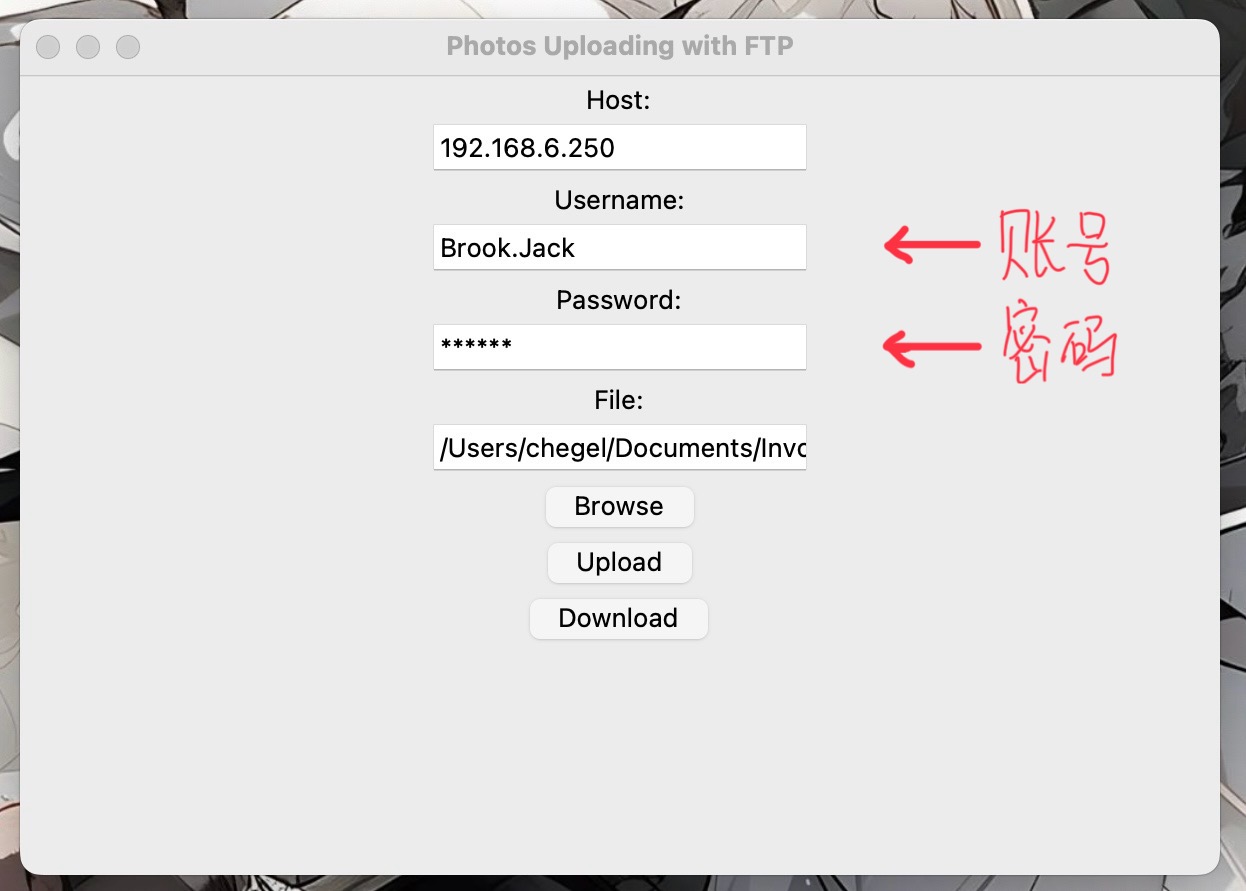 Photos Uploading with FTP
Host:
192.168.6.250
Username:
Brook.Jack
账号
Password:
******
密码
File:
/Users/chegel/Documents/Invo
Browse
Upload
Download